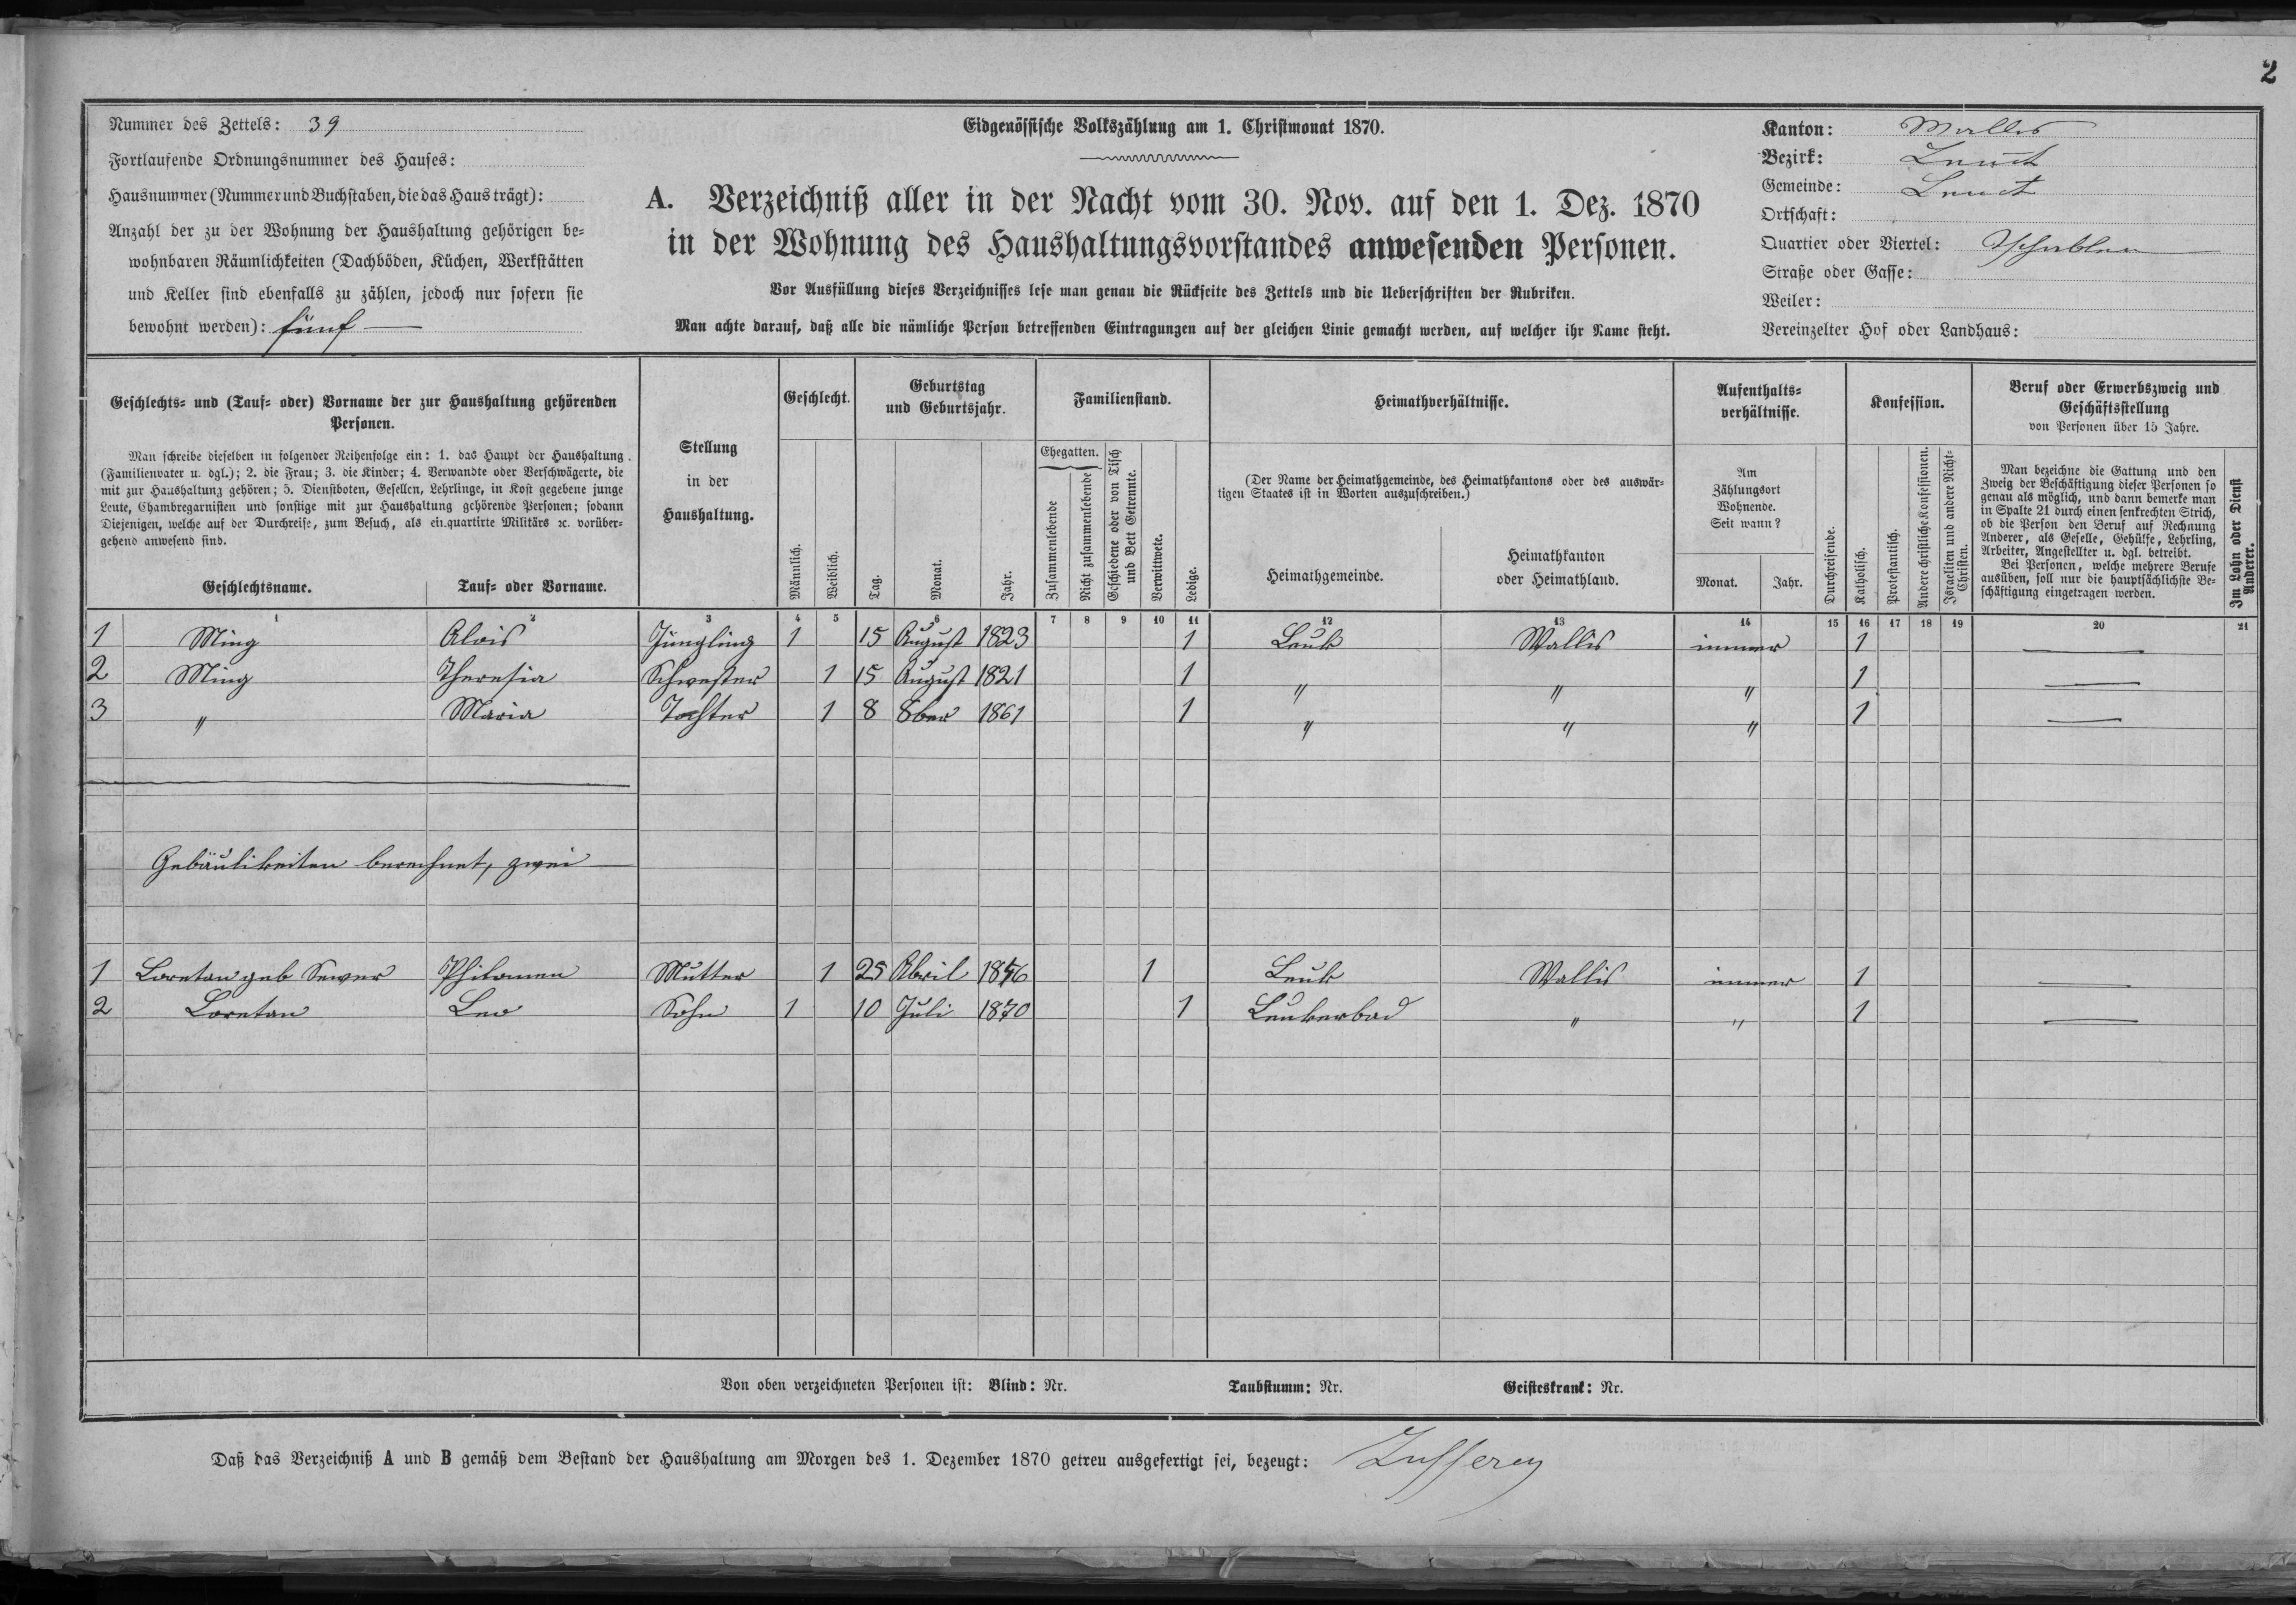 2
Nummer des Zettels: 39
Fortlaufende Ordnungsnummer des Hauses:
Hausnummer (Nummer und Buchstaben, die das Haus trägt):
Anzahl der zu der Wohnung der Haushaltung gehörigen be=
wohnbaren Räumlichkeiten (Dachböden, Küchen, Werkstätten
und Keller sind ebenfalls zu zählen, jedoch nur sofern sie
bewohnt werden): fünf
Eidgenössische Volkszählung am 1. Christmonat 1870.
A. Verzeichniß aller in der Nacht vom 30. Nov. auf den 1. Dez. 1870
in der Wohnung des Haushaltungsvorstandes anwesenden Personen.
Vor Ausfüllung dieses Verzeichnisses lese man genau die Rückseite des Zettels und die Ueberschriften der Rubriken.
Man achte darauf, daß alle die nämliche Person betreffenden Eintragungen auf der gleichen Linie gemacht werden, auf welcher ihr Name steht.
Kanton: Wallis
Bezirk:
Gemeinde:
Ortschaft:
Quartier oder Viertel:
Straße oder Gasse:
Weiler:
Vereinzelter Hof oder Landhaus:
Geschlechts= und (Tauf= oder) Vorname der zur Haushaltung gehörenden
Personen.
Man schreibe dieselben in folgender Reihenfolge ein: 1. das Haupt der Haushaltung
(Familienvater u. dgl.); 2. die Frau; 3. die Kinder; 4. Verwandte oder Verschwägerte, die
mit zur Haushaltung gehören; 5. Dienstboten, Gesellen, Lehrlinge, in Kost gegebene junge
Leute, Chambregarnisten und sonstige mit zur Haushaltung gehörende Personen; sodann
Diejenigen, welche auf der Durchreise, zum Besuch, als einquartirte Militärs 2c. vorüber=
gehend anwesend sind.
Geschlechtsname. Tauf= oder Vorname.
Stellung
in der
Haushaltung.
Geschlecht.
Männlich. Weiblich.
Geburtstag
und Geburtsjahr.
Tag. Monat. Jahr.
Familienstand.
Ehegatten.
Zusammenlebende
Nicht zusammenlebende
Geschiedene oder von Tisch
und Bett Getrennte.
Verwittwete.
Ledige.
Heimathverhältnisse.
(Der Name der Heimathgemeinde, des Heimathkantons oder des auswär=
tigen Staates ist in Worten auszuschreiben.)
Heimathgemeinde.
Heimathkanton
oder Heimathland.
Aufenthalts=
verhältnisse.
Am
Zählungsort
Wohnende.
Seit wann?
Monat. Jahr.
Durchreisende.
Konfession.
Katholisch.
Protestantisch.
Andere christliche Konfessionen.
Israeliten und andere Nicht=
Christen.
Beruf oder Erwerbszweig und
Geschäftsstellung
von Personen über 15 Jahre.
Man bezeichne die Gattung und den
Zweig der Beschäftigung dieser Personen so
genau als möglich, und dann bemerke man
in Spalte 21 durch einen senkrechten Strich,
ob die Person den Beruf auf Rechnung
Anderer, als Geselle, Gehülfe, Lehrling,
Arbeiter, Angestellter u. dgl. betreibt.
Bei Personen, welche mehrere Berufe
ausüben, soll nur die hauptsächlichste Be=
schäftigung eingetragen werden.
Im Lohn oder Dienst
Anderer.
1 2 3 4 5 6 7 8 9 10 11 12 13 14 15 16 17 18 19 20 21
1 Ming Alois Jüngling 1 15 August 1823 1 Leuk Wallis immer 1 —
2 Ming Theresia Schwester 1 15 August 1821 1 " " " 1 —
3 " Maria Tochter 1 8 8ber 1861 1 " " " 1 —
Gebäulikeiten berechnet, zwei
1 Loretan geb Philomen Mutter 1 25 Abril 1 Leuk Wallis immer 1 —
2 Loretan Leo Sohn 1 10 Juli 1870 1 Leukerbad " " 1 —
Von oben verzeichneten Personen ist: Blind: Nr. Taubstumm: Nr. Geisteskrank: Nr.
Daß das Verzeichniß A und B gemäß dem Bestand der Haushaltung am Morgen des 1. Dezember 1870 getreu ausgefertigt sei, bezeugt: Zufferey